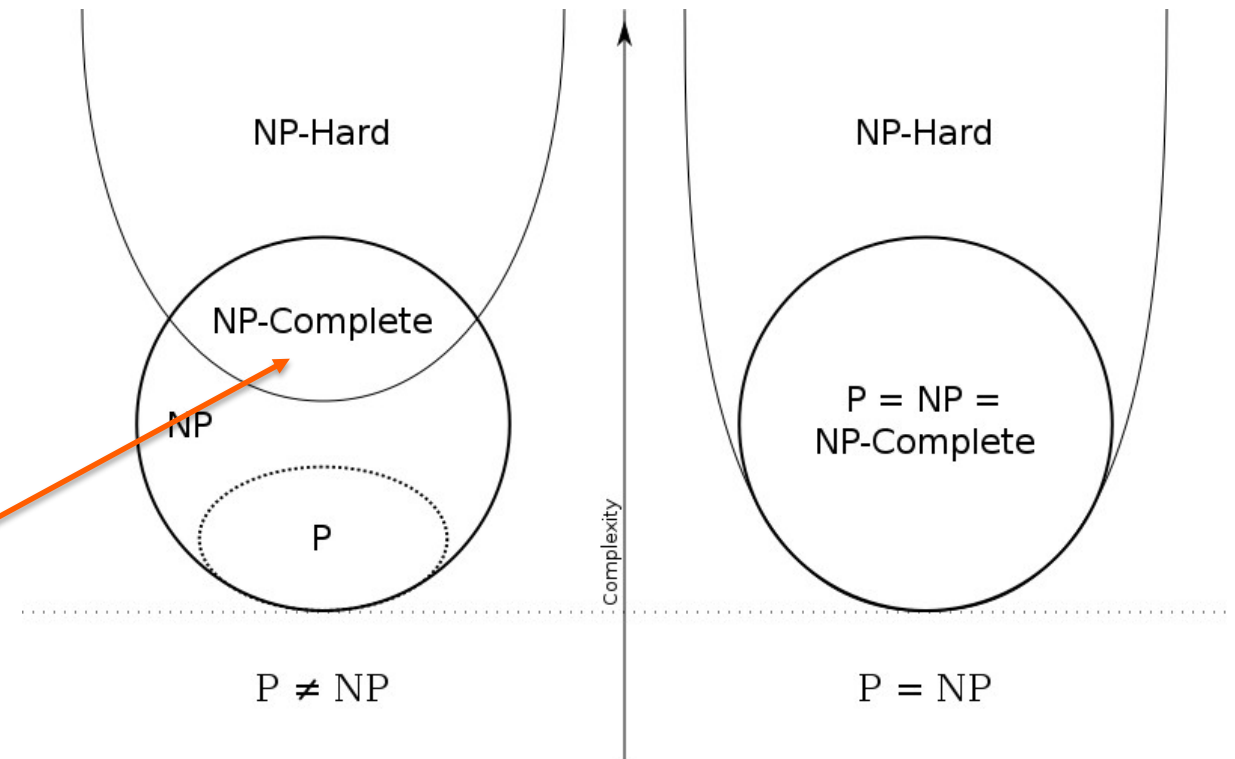 NP-Hard
NP-Complete
NP
P
P ≠ NP
Complexity
NP-Hard
P = NP =
NP-Complete
P = NP